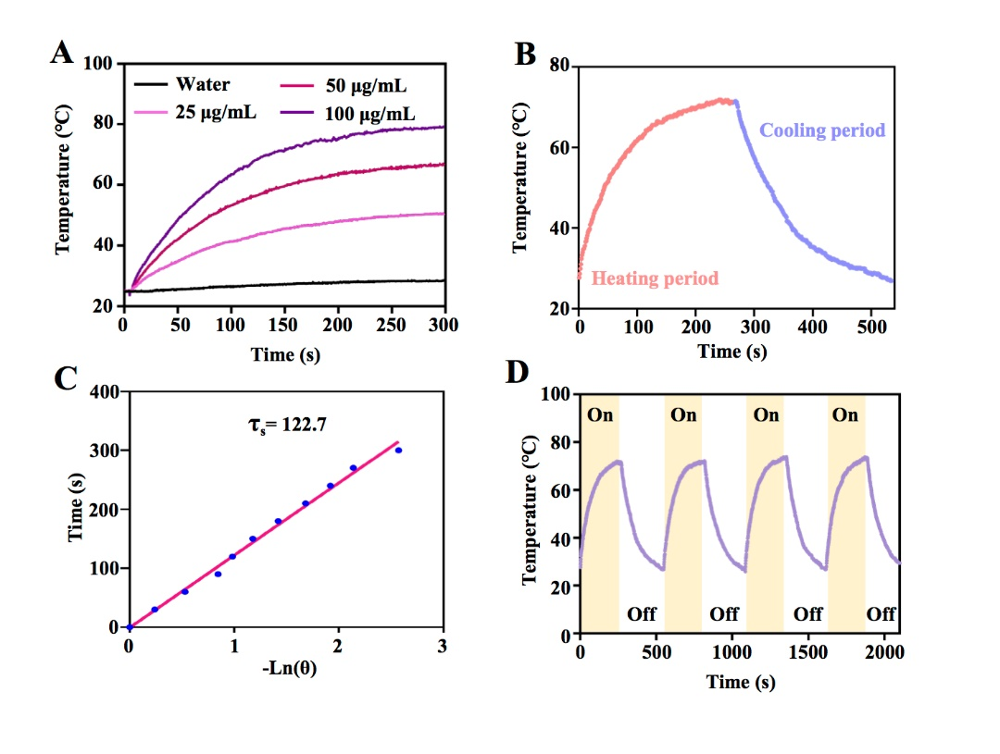 A
100
80
60
40
20
Temperature (℃)
Water
25 μg/mL
50 μg/mL
100 μg/mL
0 50 100 150 200 250 300
Time (s)
B
80
60
40
20
Temperature (℃)
Cooling period
Heating period
0 100 200 300 400 500
Time (s)
C
400
300
200
100
0
Time (s)
τs= 122.7
0 1 2 3
-Ln(θ)
D
100
80
60
40
20
0
Temperature (℃)
On On On On
Off Off Off Off
0 500 1000 1500 2000
Time (s)